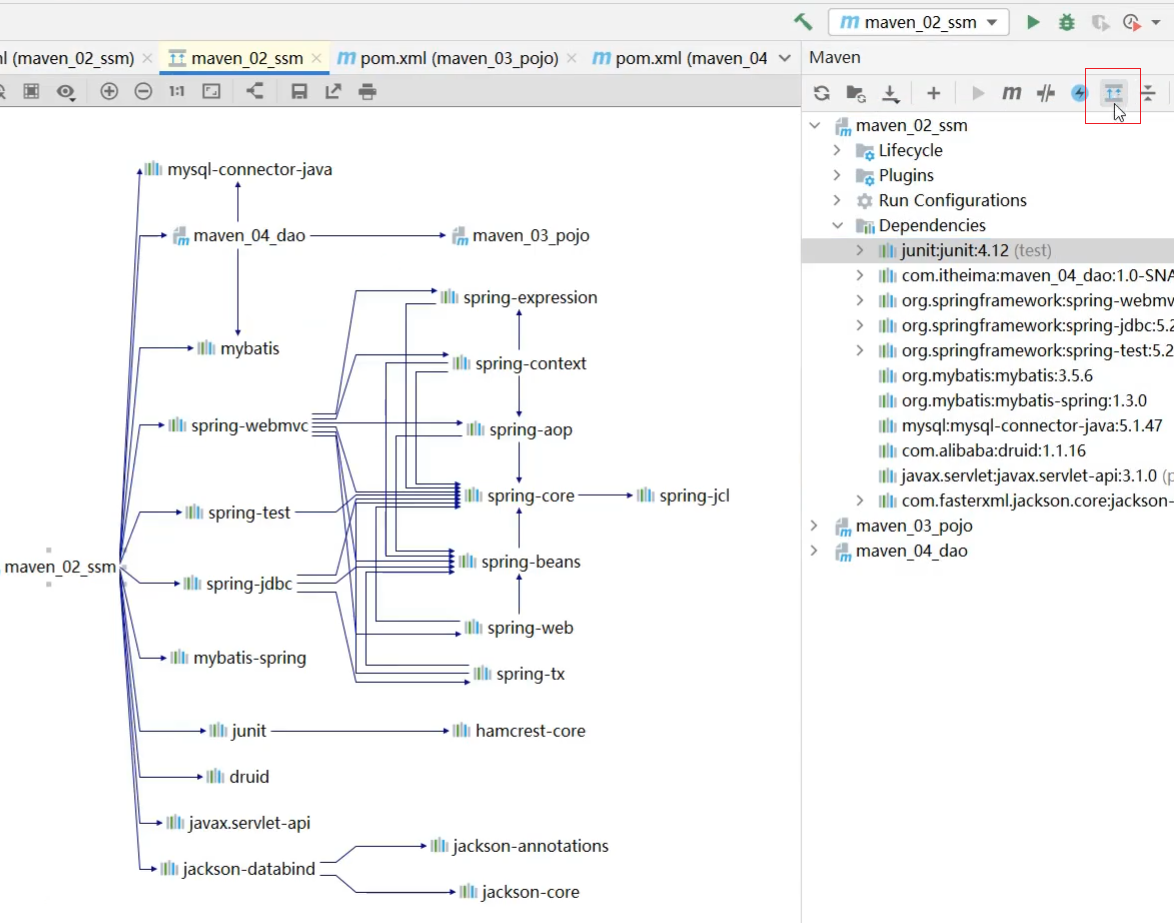 maven_02_ssm
l (maven_02_ssm)
maven_02_ssm
pom.xml (maven_03_pojo)
pom.xml (maven_04
Maven
1:1
mysql-connector-java
maven_04_dao
maven_03_pojo
spring-expression
mybatis
spring-context
spring-webmvc
spring-aop
spring-core
spring-jcl
spring-test
spring-beans
maven_02_ssm
spring-jdbc
spring-web
mybatis-spring
spring-tx
junit
hamcrest-core
druid
javax.servlet-api
jackson-annotations
jackson-databind
jackson-core
maven_02_ssm
Lifecycle
Plugins
Run Configurations
Dependencies
junit:junit:4.12 (test)
com.itheima:maven_04_dao:1.0-SNA
org.springframework:spring-webmv
org.springframework:spring-jdbc:5.2
org.springframework:spring-test:5.2
org.mybatis:mybatis:3.5.6
org.mybatis:mybatis-spring:1.3.0
mysql:mysql-connector-java:5.1.47
com.alibaba:druid:1.1.16
javax.servlet:javax.servlet-api:3.1.0 (p
com.fasterxml.jackson.core:jackson-
maven_03_pojo
maven_04_dao